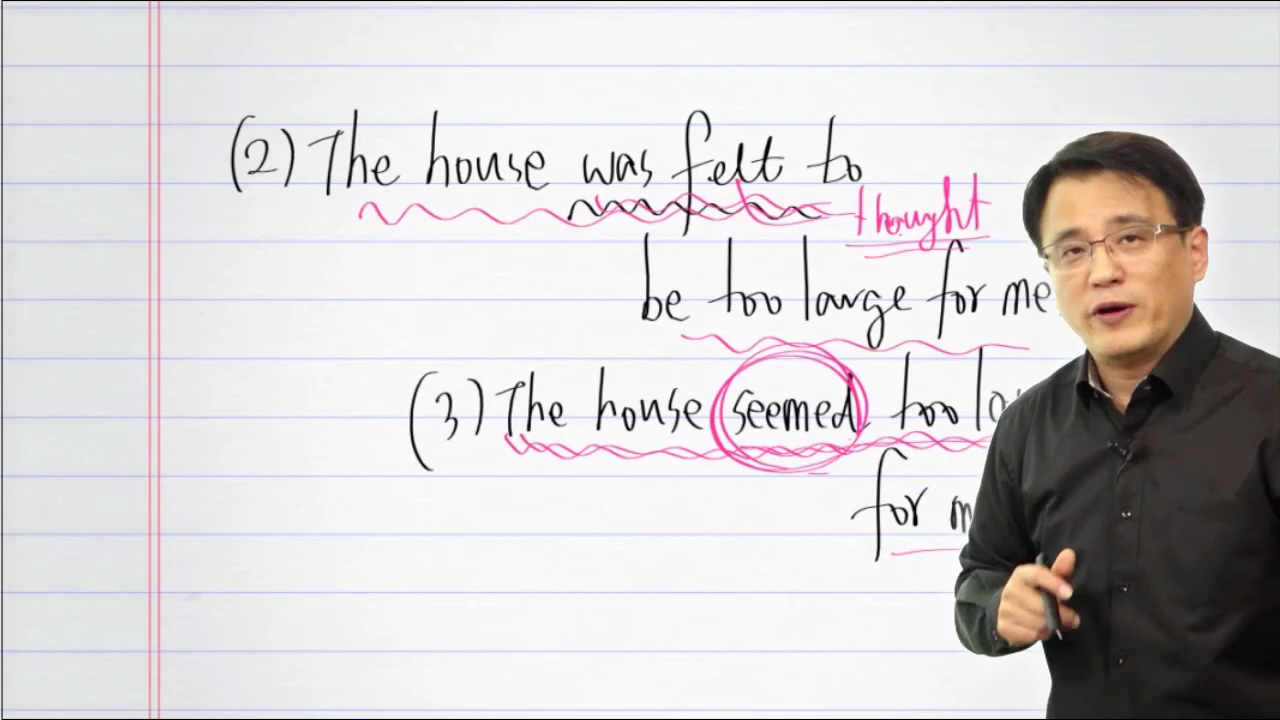 (2) The house was felt to
thought
be too large for me
(3) The house seemed too
for